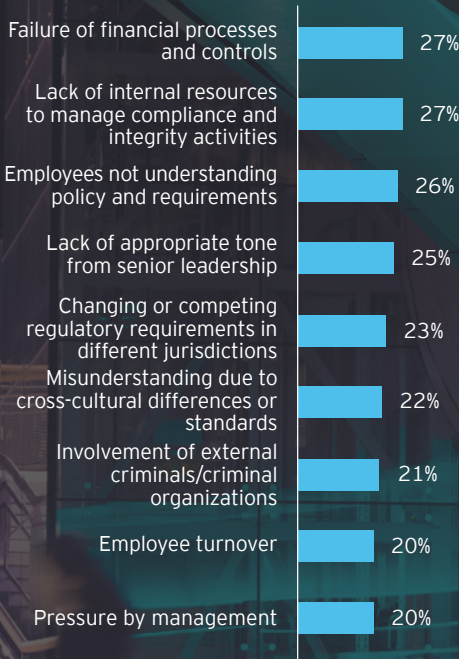 Failure of financial processes
and controls
27%
Lack of internal resources
to manage compliance and
integrity activities
27%
Employees not understanding
policy and requirements
26%
Lack of appropriate tone
from senior leadership
25%
Changing or competing
regulatory requirements in
different jurisdictions
23%
Misunderstanding due to
cross-cultural differences or
standards
22%
Involvement of external
criminals/criminal
organizations
21%
Employee turnover
20%
Pressure by management
20%